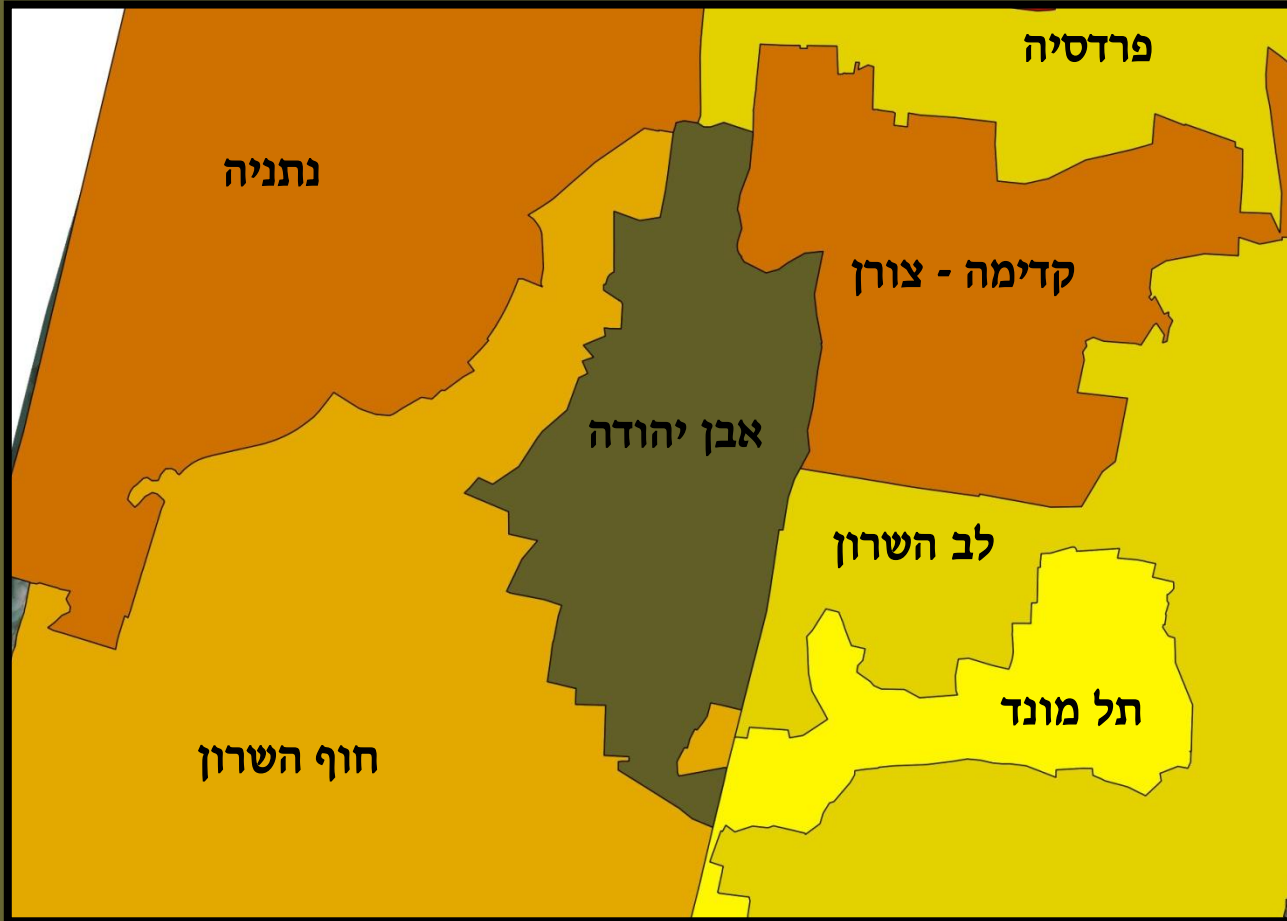 פרדסיה
נתניה
קדימה - צורן
אבן יהודה
לב השרון
תל מונד
חוף השרון